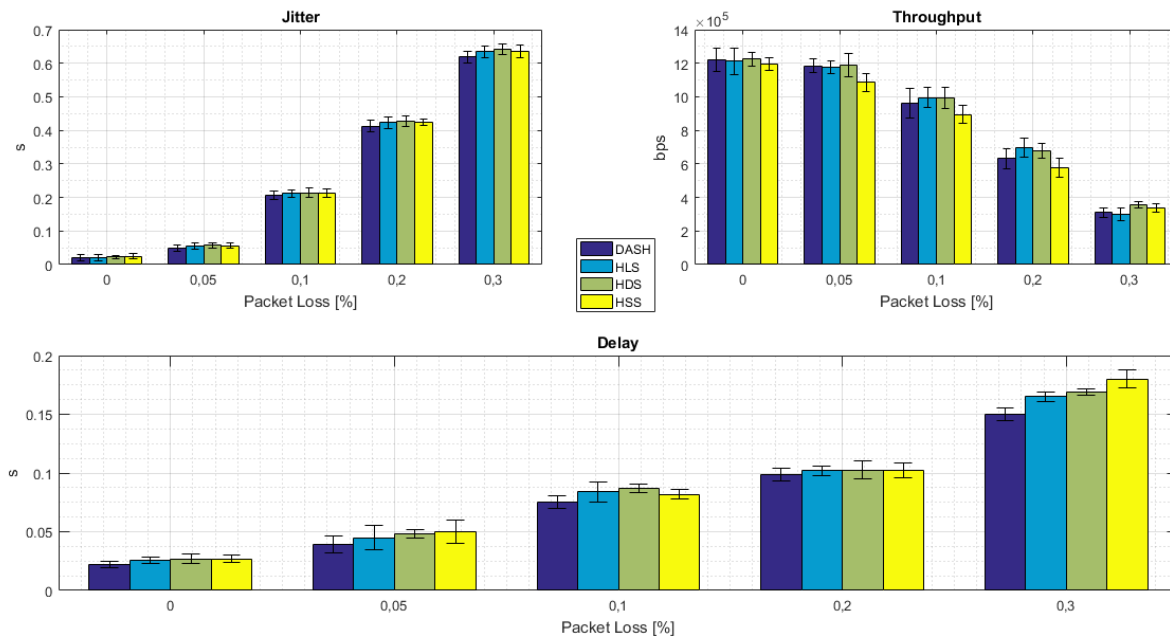 Jitter
0.7
0.6
0.5
0.4
0.3
0.2
0.1
0
s
0
0,05
0,1
0,2
0,3
Packet Loss [%]
DASH
HLS
HDS
HSS
Throughput
× 10⁵
14
12
10
8
6
4
2
0
bps
0
0,05
0,1
0,2
0,3
Packet Loss [%]
Delay
0.2
0.15
0.1
0.05
0
s
0
0,05
0,1
0,2
0,3
Packet Loss [%]